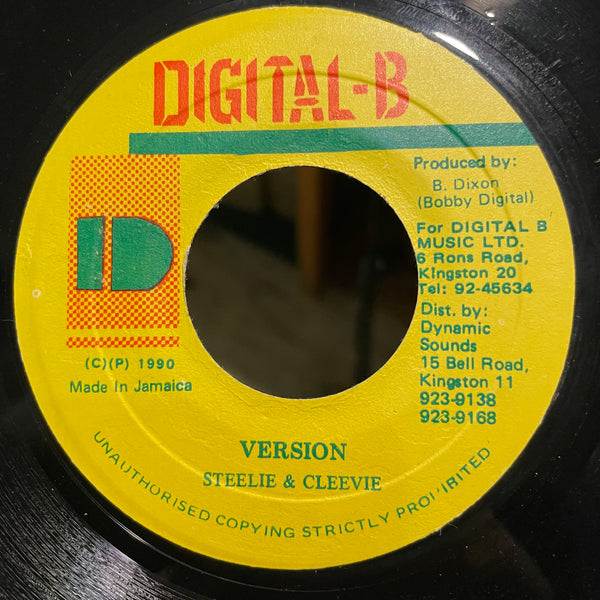 DIGITAL-B
Produced by:
B. Dixon
(Bobby Digital)
For DIGITAL B
MUSIC LTD.
6 Rons Road,
Kingston 20
Tel: 92-45634
Dist. by:
Dynamic
Sounds
15 Bell Road,
Kingston 11
923-9138
923-9168
D
(C)(P) 1990
Made in Jamaica
VERSION
STEELIE & CLEEVIE
UNAUTHORISED COPYING STRICTLY PROHIBITED